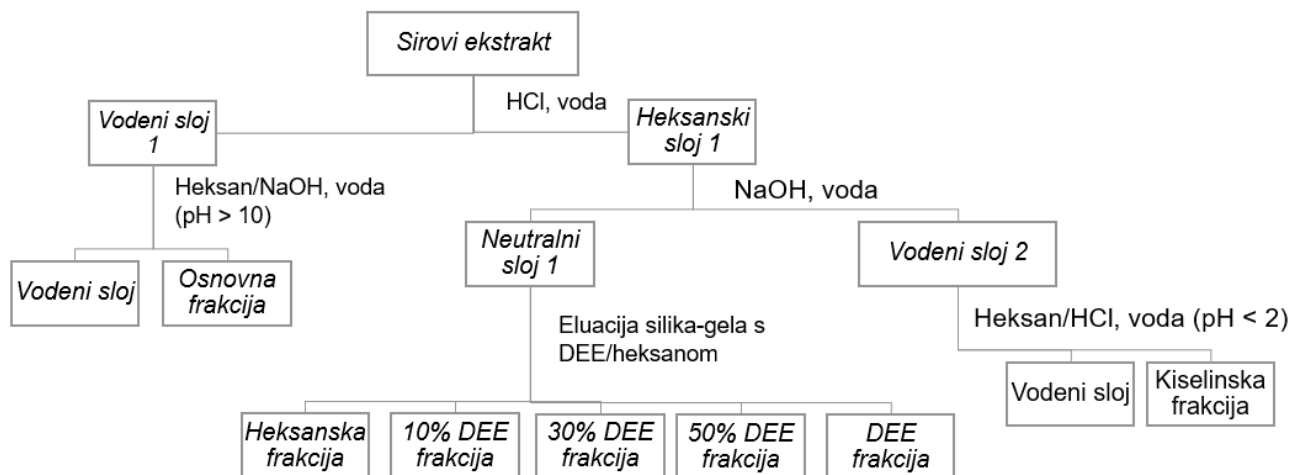 Sirovi ekstrakt
HCl, voda
Vodeni sloj
1
Heksanski
sloj 1
Heksan/NaOH, voda
(pH > 10)
NaOH, voda
Vodeni sloj
Osnovna
frakcija
Neutralni
sloj 1
Vodeni sloj 2
Eluacija silika-gela s
DEE/heksanom
Heksan/HCl, voda (pH < 2)
Vodeni sloj
Kiselinska
frakcija
Heksanska
frakcija
10% DEE
frakcija
30% DEE
frakcija
50% DEE
frakcija
DEE
frakcija